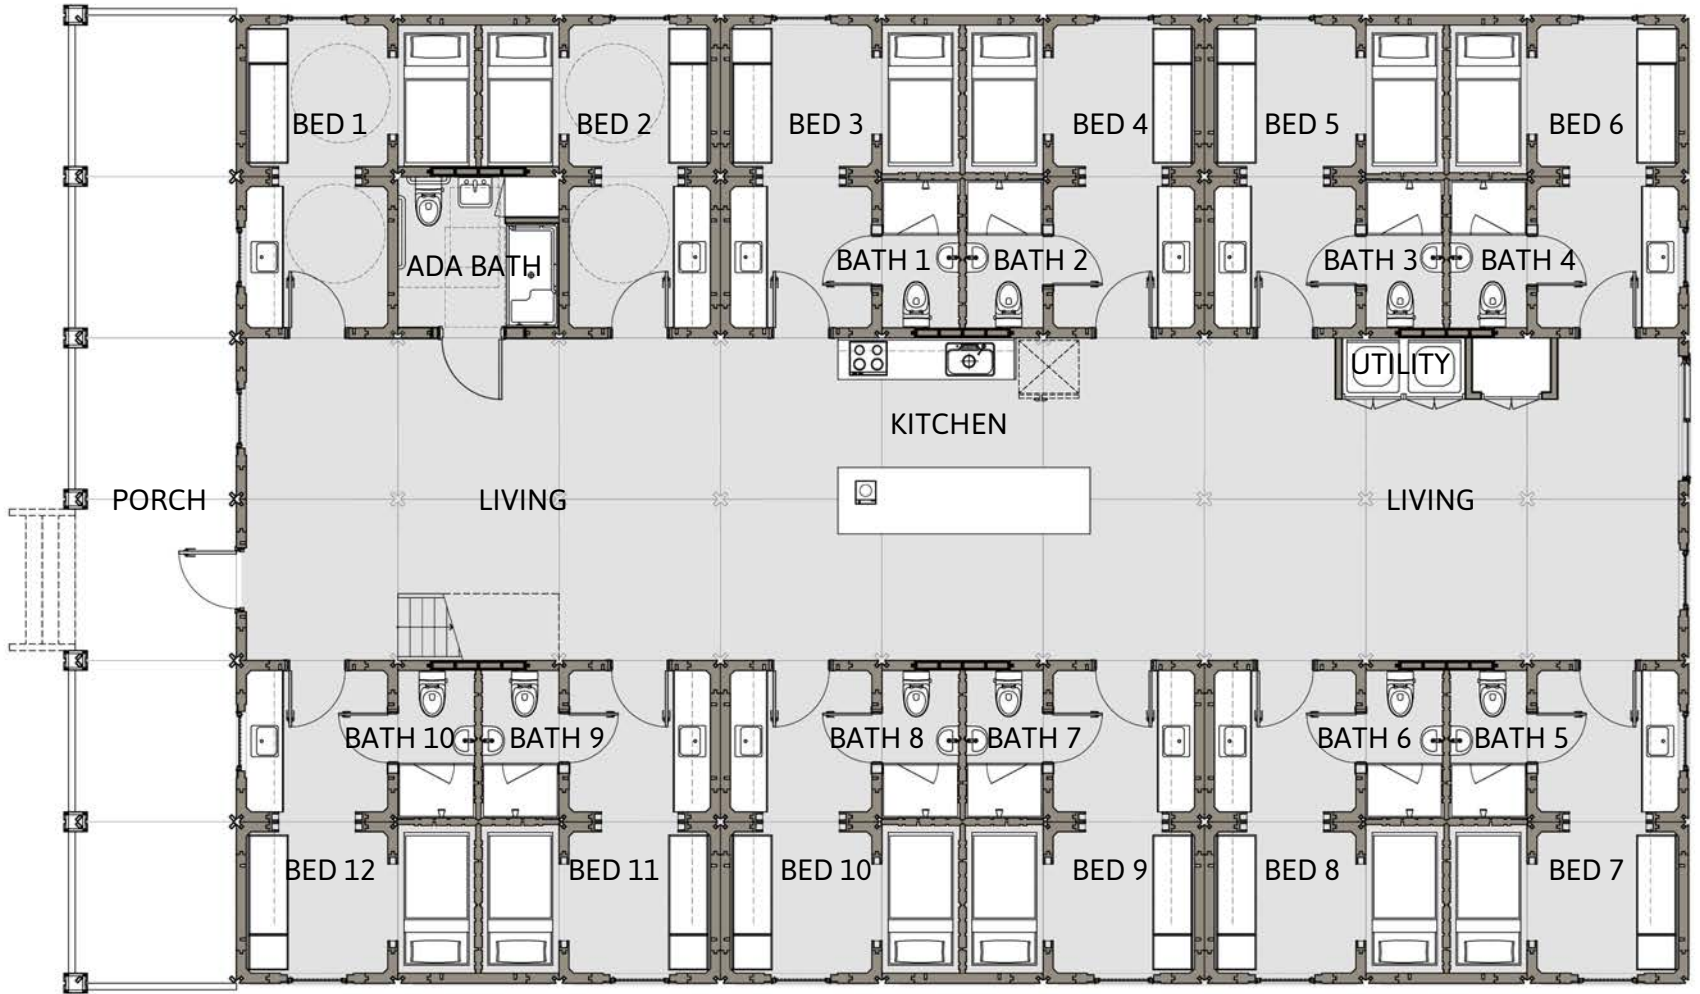 BED 1
BED 2
BED 3
BED 4
BED 5
BED 6
ADA BATH
BATH 1
BATH 2
BATH 3
BATH 4
UTILITY
KITCHEN
PORCH
LIVING
LIVING
BATH 10
BATH 9
BATH 8
BATH 7
BATH 6
BATH 5
BED 12
BED 11
BED 10
BED 9
BED 8
BED 7